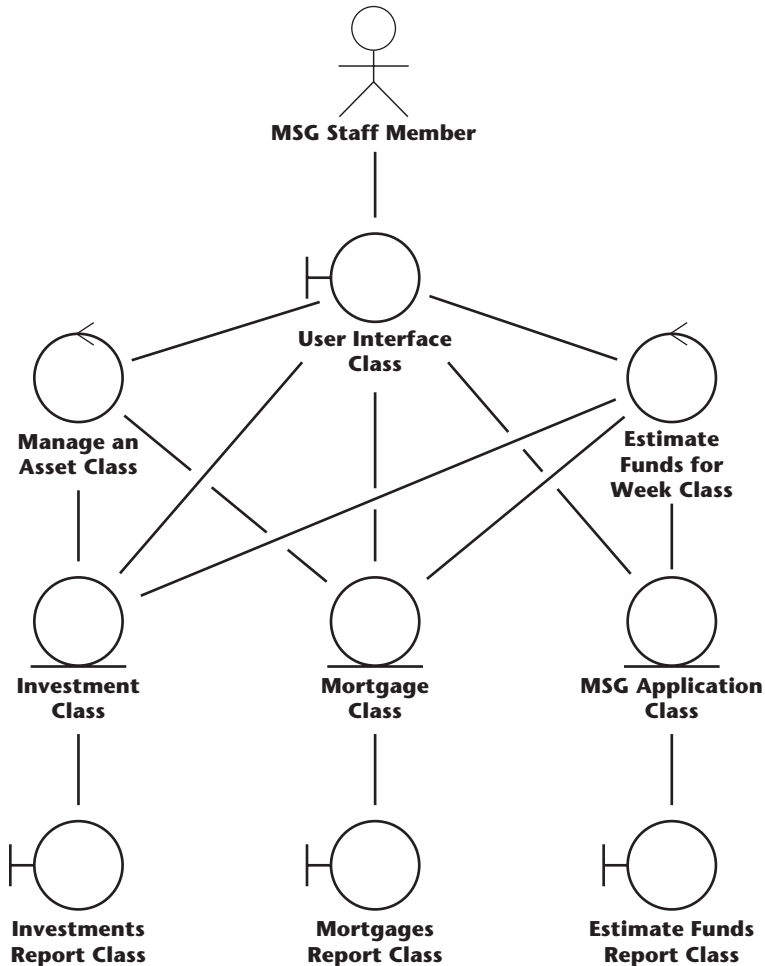 MSG Staff Member
User Interface
Class
Manage an
Asset Class
Estimate
Funds for
Week Class
Investment
Class
Mortgage
Class
MSG Application
Class
Investments
Report Class
Mortgages
Report Class
Estimate Funds
Report Class